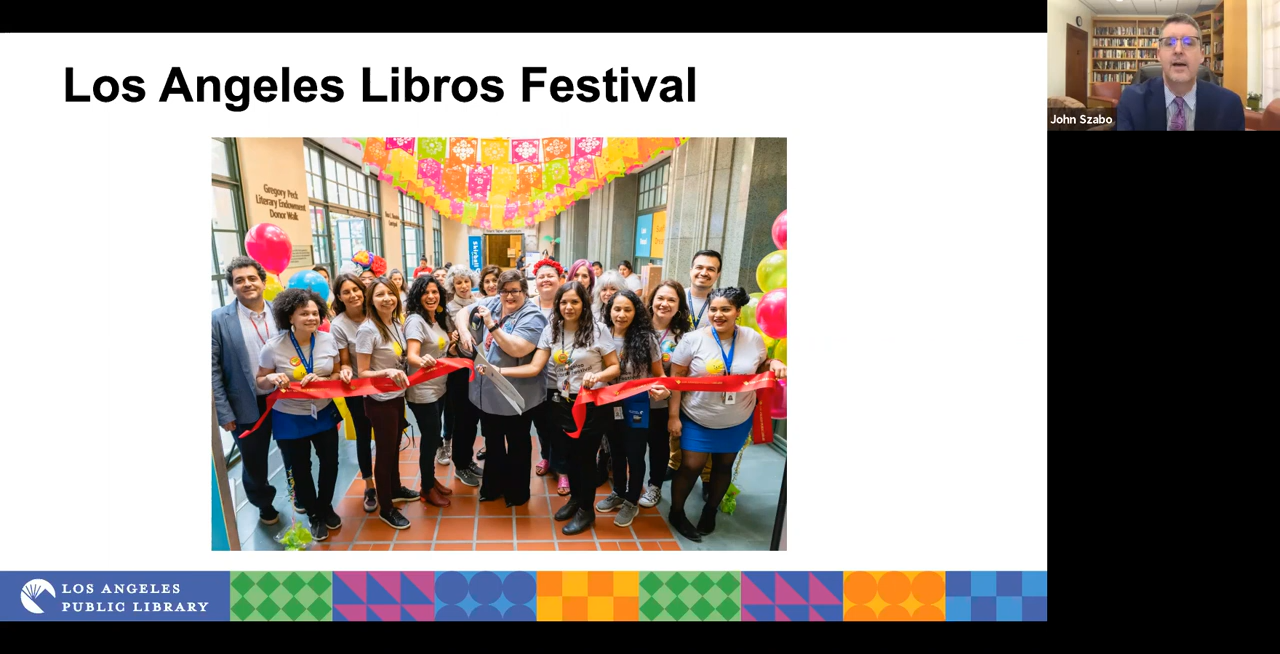 Los Angeles Libros Festival
John Szabo
Gregory Peck
Literary Endowment
Donor Walk
LOS ANGELES
PUBLIC LIBRARY